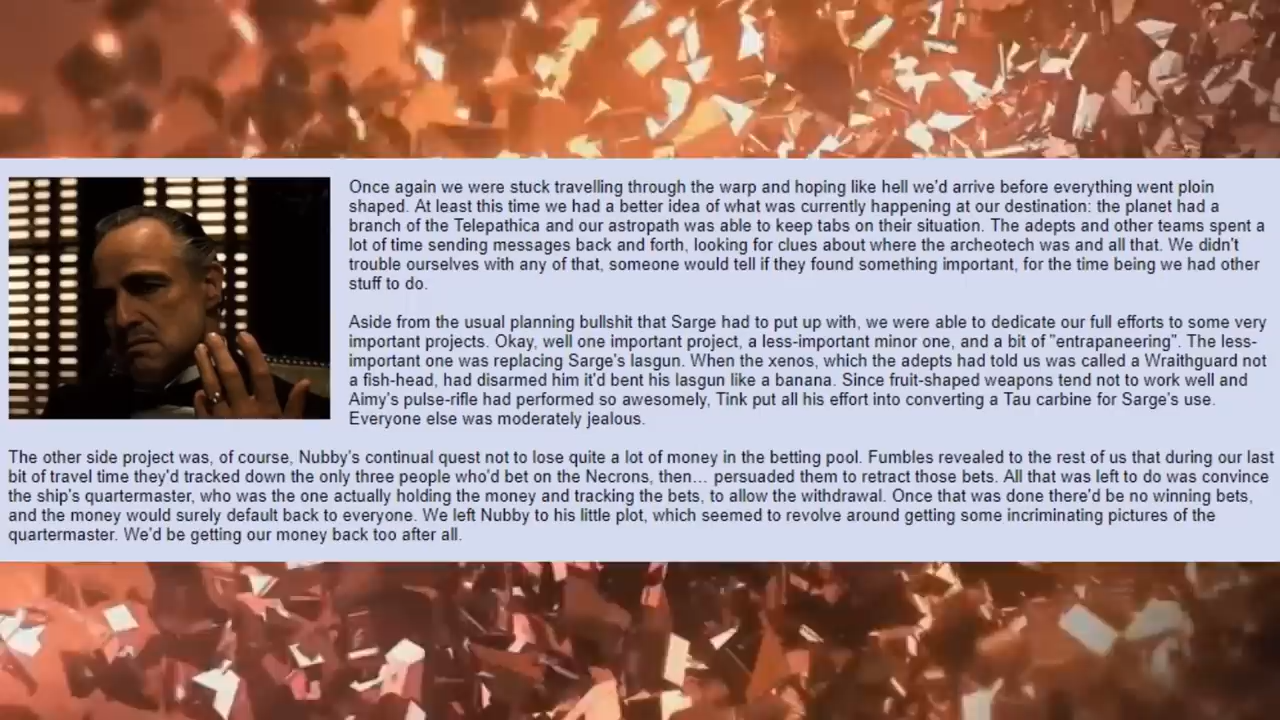 Once again we were stuck travelling through the warp and hoping like hell we'd arrive before everything went ploin
shaped. At least this time we had a better idea of what was currently happening at our destination: the planet had a
branch of the Telepathica and our astropath was able to keep tabs on their situation. The adepts and other teams spent a
lot of time sending messages back and forth, looking for clues about where the archeotech was and all that. We didn't
trouble ourselves with any of that, someone would tell if they found something important, for the time being we had other
stuff to do.
Aside from the usual planning bullshit that Sarge had to put up with, we were able to dedicate our full efforts to some very
important projects. Okay, well one important project, a less-important minor one, and a bit of "entrapaneering". The less-
important one was replacing Sarge's lasgun. When the xenos, which the adepts had told us was called a Wraithguard not
a fish-head, had disarmed him it'd bent his lasgun like a banana. Since fruit-shaped weapons tend not to work well and
Aimy's pulse-rifle had performed so awesomely, Tink put all his effort into converting a Tau carbine for Sarge's use.
Everyone else was moderately jealous.
The other side project was, of course, Nubby's continual quest not to lose quite a lot of money in the betting pool. Fumbles revealed to the rest of us that during our last
bit of travel time they'd tracked down the only three people who'd bet on the Necrons, then... persuaded them to retract those bets. All that was left to do was convince
the ship's quartermaster, who was the one actually holding the money and tracking the bets, to allow the withdrawal. Once that was done there'd be no winning bets,
and the money would surely default back to everyone. We left Nubby to his little plot, which seemed to revolve around getting some incriminating pictures of the
quartermaster. We'd be getting our money back too after all.